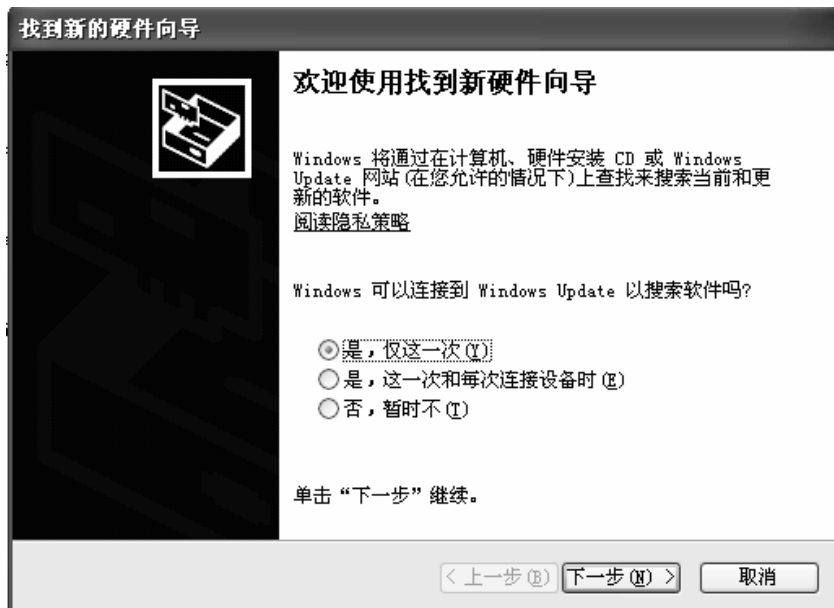 找到新的硬件向导
欢迎使用找到新硬件向导
Windows 将通过在计算机、硬件安装 CD 或 Windows
Update 网站(在您允许的情况下)上查找来搜索当前和更
新的软件。
阅读隐私策略
Windows 可以连接到 Windows Update 以搜索软件吗?
是，仅这一次(Y)
是，这一次和每次连接设备时(E)
否，暂时不(T)
单击“下一步”继续。
< 上一步(B) 下一步(N) > 取消